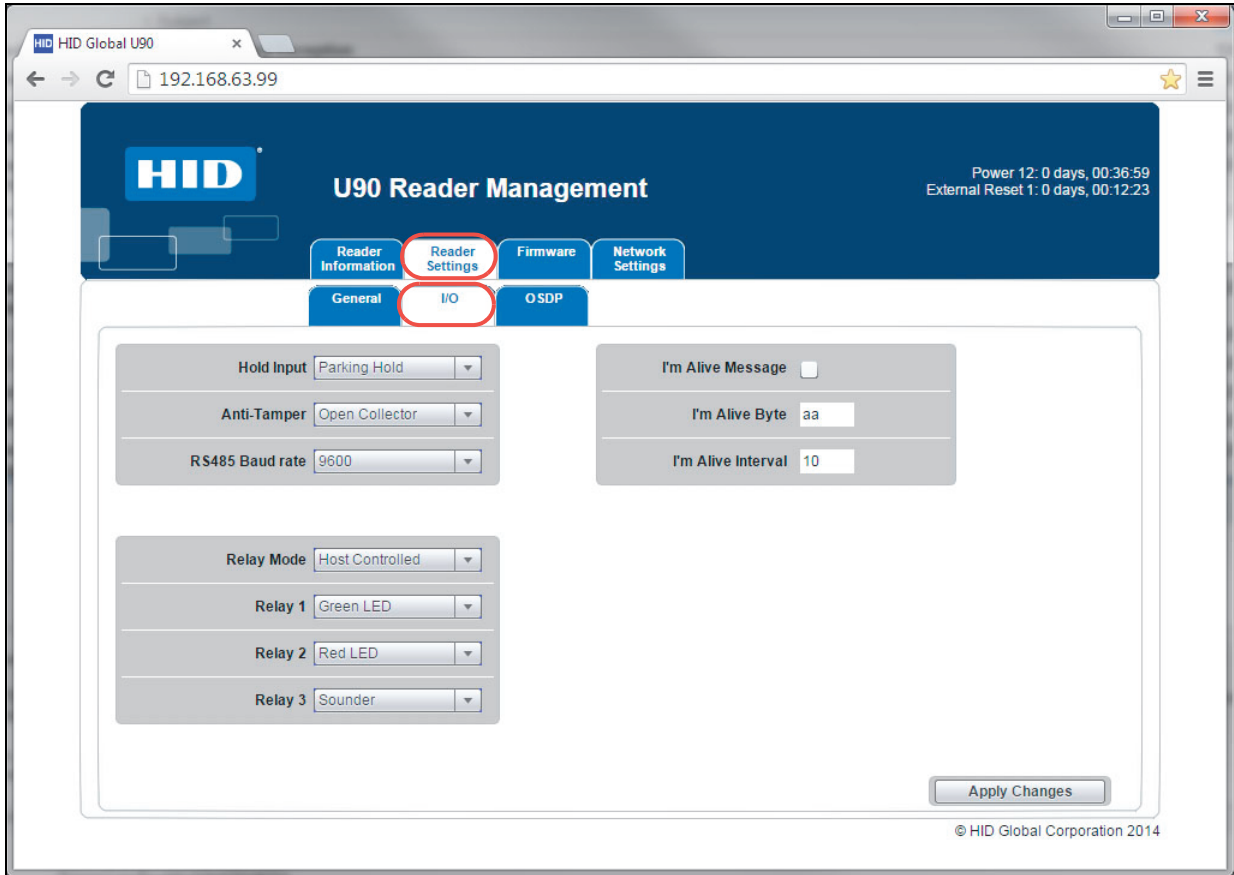 HID HID Global U90
192.168.63.99
HID
U90 Reader Management
Power 12: 0 days, 00:36:59
External Reset 1: 0 days, 00:12:23
Reader Information
Reader Settings
Firmware
Network Settings
General
I/O
OSDP
Hold Input Parking Hold
Anti-Tamper Open Collector
RS485 Baud rate 9600
I'm Alive Message
I'm Alive Byte aa
I'm Alive Interval 10
Relay Mode Host Controlled
Relay 1 Green LED
Relay 2 Red LED
Relay 3 Sounder
Apply Changes
© HID Global Corporation 2014